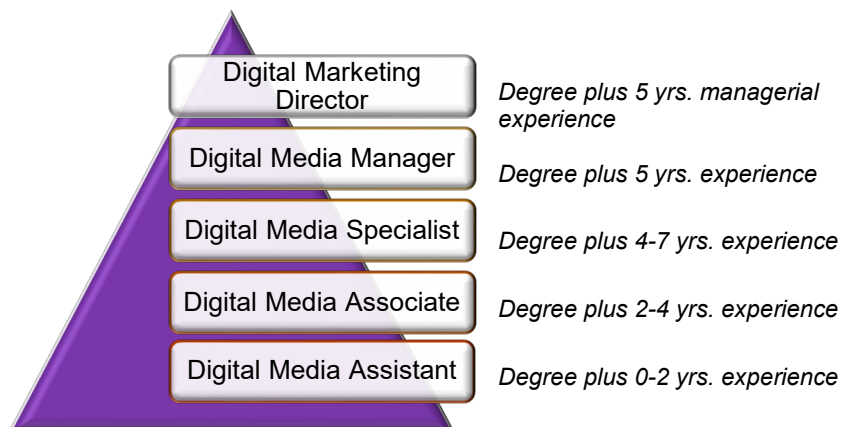 Digital Marketing
Director
Degree plus 5 yrs. managerial
experience
Digital Media Manager
Degree plus 5 yrs. experience
Digital Media Specialist
Degree plus 4-7 yrs. experience
Digital Media Associate
Degree plus 2-4 yrs. experience
Digital Media Assistant
Degree plus 0-2 yrs. experience